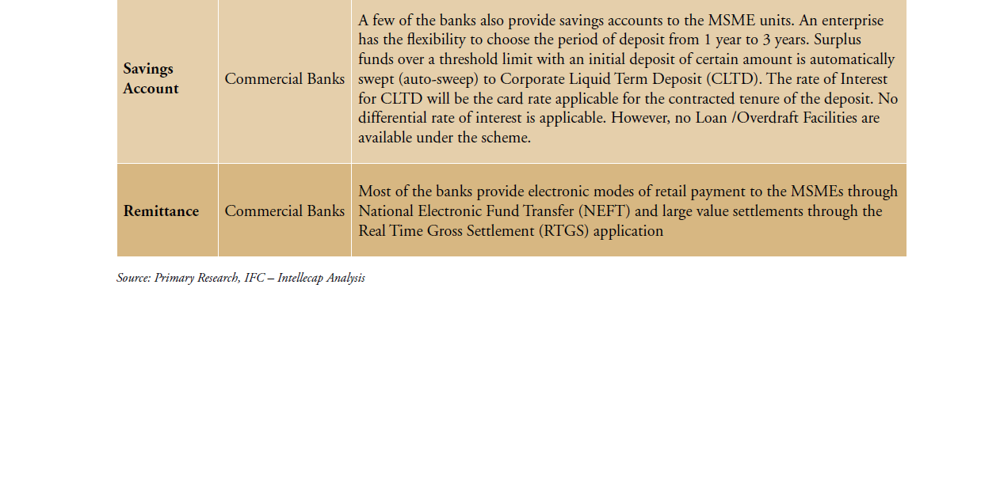 A few of the banks also provide savings accounts to the MSME units. An enterprise
has the flexibility to choose the period of deposit from 1 year to 3 years. Surplus
funds over a threshold limit with an initial deposit of certain amount is automatically
Savings
Account
Commercial Banks
swept (auto-sweep) to Corporate Liquid Term Deposit (CLTD). The rate of Interest
for CLTD will be the card rate applicable for the contracted tenure of the deposit. No
differential rate of interest is applicable. However, no Loan /Overdraft Facilities are
available under the scheme.
Remittance
Commercial Banks
Most of the banks provide electronic modes of retail payment to the MSMEs through
National Electronic Fund Transfer (NEFT) and large value settlements through the
Real Time Gross Settlement (RTGS) application
Source: Primary Research, IFC – Intellecap Analysis